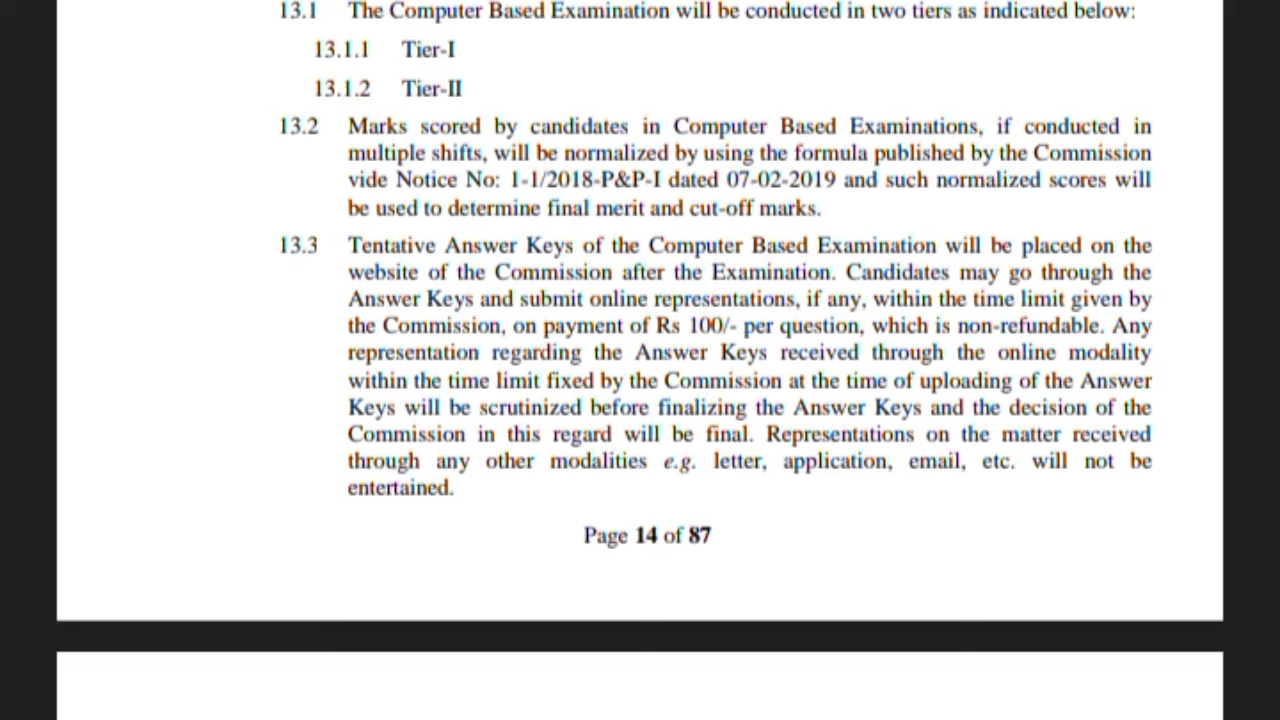 13.1 The Computer Based Examination will be conducted in two tiers as indicated below:
13.1.1 Tier-I
13.1.2 Tier-II
13.2 Marks scored by candidates in Computer Based Examinations, if conducted in
multiple shifts, will be normalized by using the formula published by the Commission
vide Notice No: 1-1/2018-P&P-I dated 07-02-2019 and such normalized scores will
be used to determine final merit and cut-off marks.
13.3 Tentative Answer Keys of the Computer Based Examination will be placed on the
website of the Commission after the Examination. Candidates may go through the
Answer Keys and submit online representations, if any, within the time limit given by
the Commission, on payment of Rs 100/- per question, which is non-refundable. Any
representation regarding the Answer Keys received through the online modality
within the time limit fixed by the Commission at the time of uploading of the Answer
Keys will be scrutinized before finalizing the Answer Keys and the decision of the
Commission in this regard will be final. Representations on the matter received
through any other modalities e.g. letter, application, email, etc. will not be
entertained.
Page 14 of 87